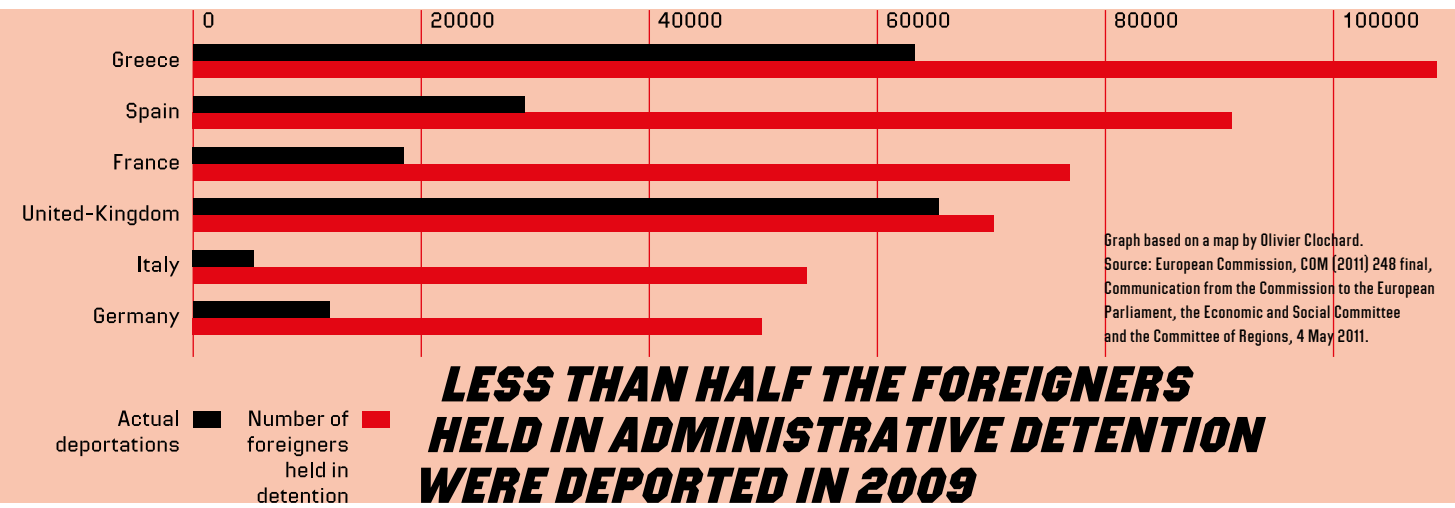 0 20000 40000 60000 80000 100000
Greece
Spain
France
United-Kingdom
Italy
Germany
Graph based on a map by Olivier Clochard.
Source: European Commission, COM (2011) 248 final,
Communication from the Commission to the European
Parliament, the Economic and Social Committee
and the Committee of Regions, 4 May 2011.
Actual
deportations
Number of
foreigners
held in
detention
LESS THAN HALF THE FOREIGNERS
HELD IN ADMINISTRATIVE DETENTION
WERE DEPORTED IN 2009